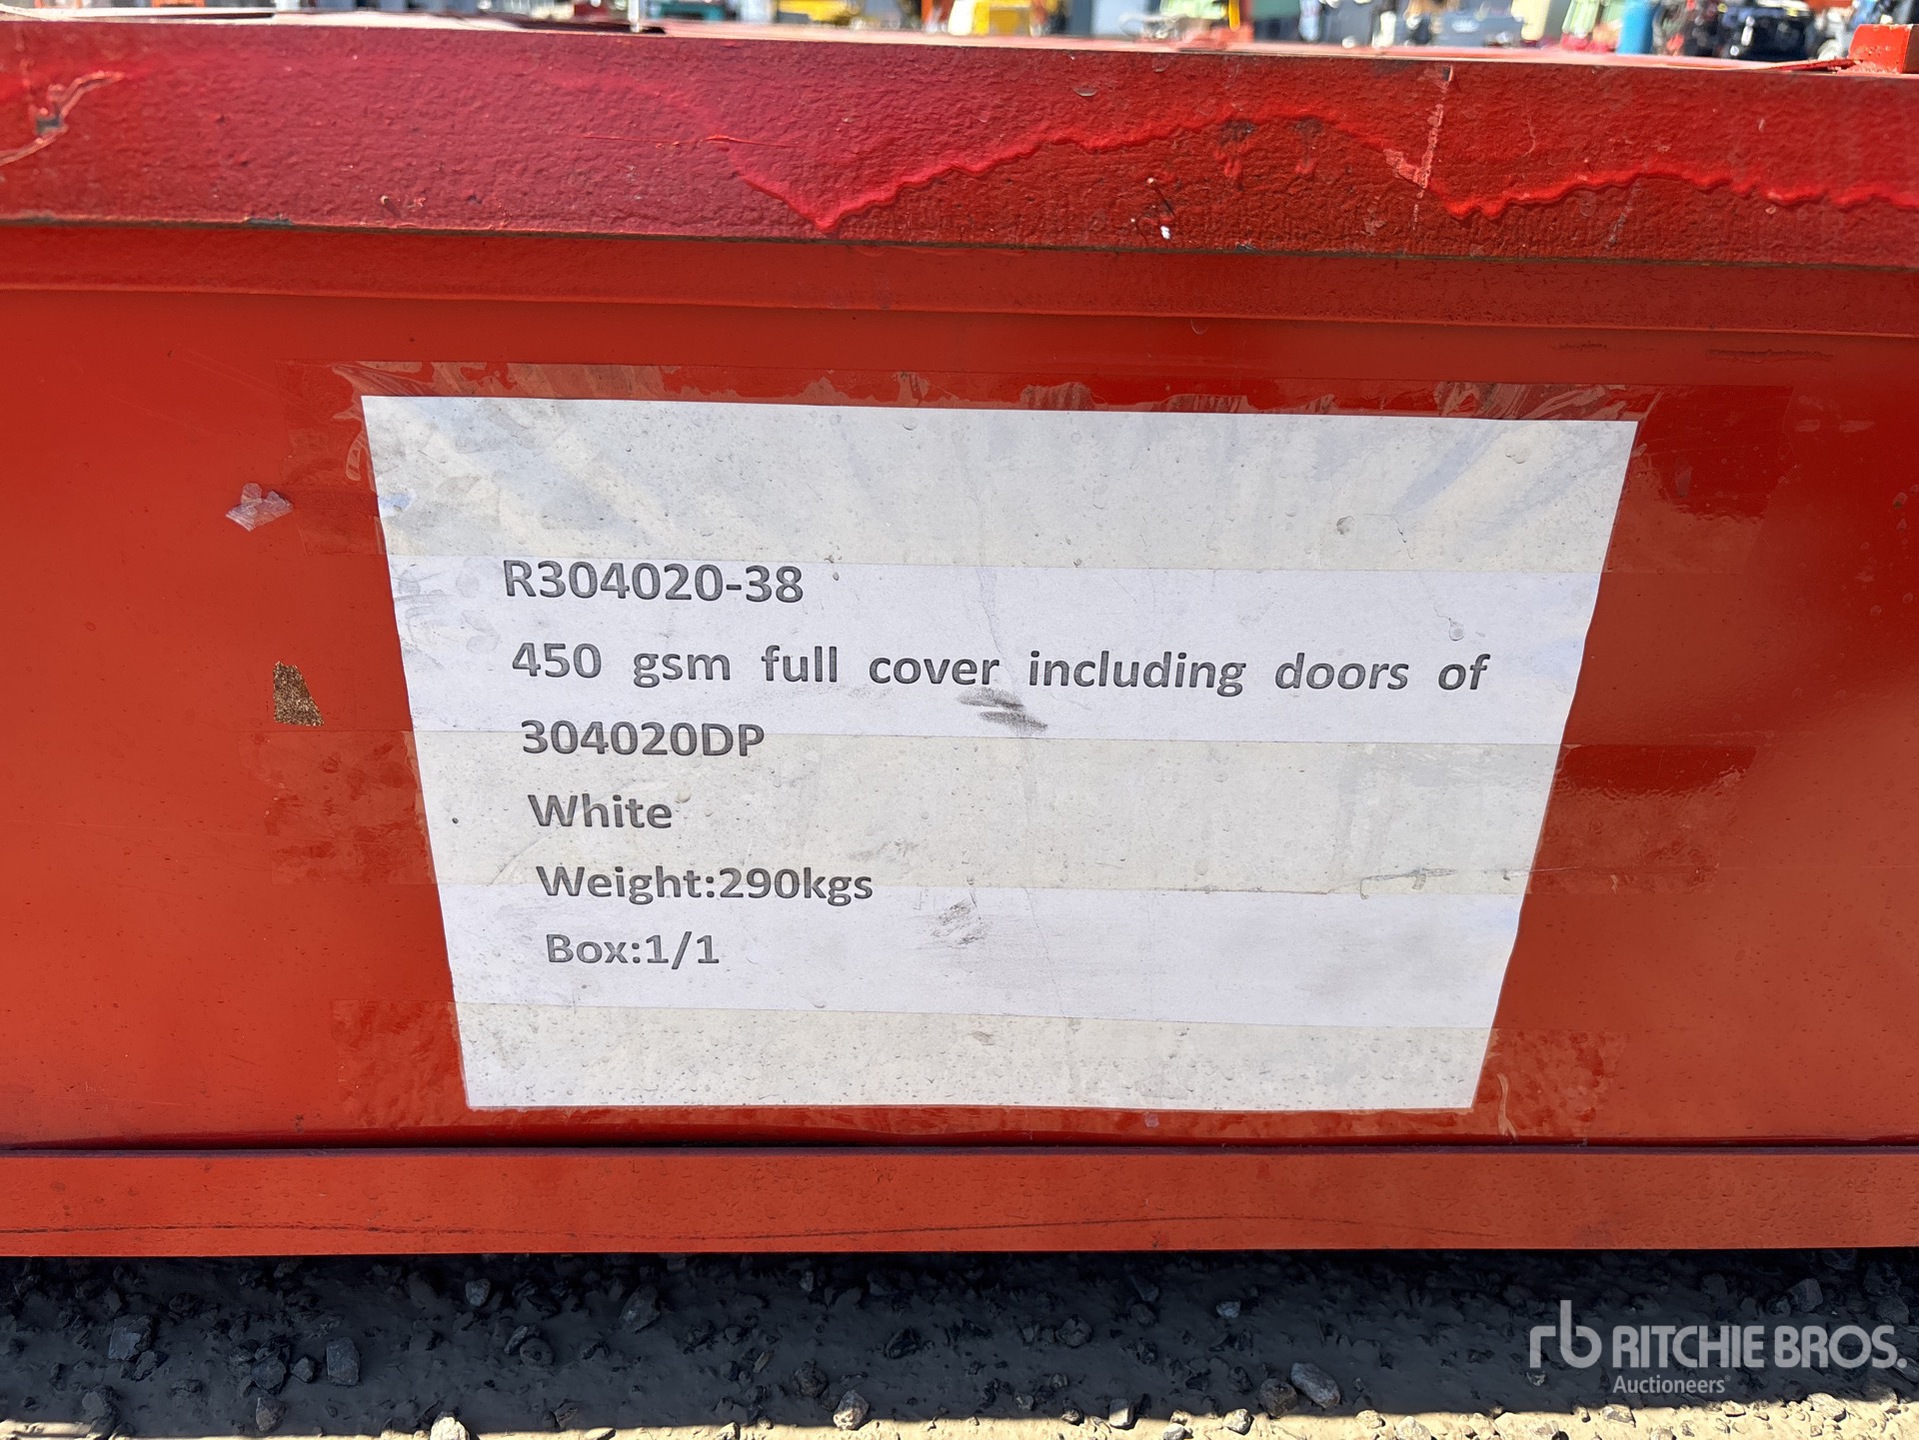 R304020-38
450 gsm full cover including doors of
304020DP
White
Weight:290kgs
Box:1/1
rb RITCHIE BROS.
Auctioneers